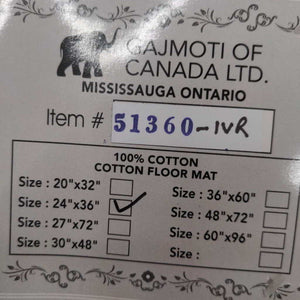 GAJMOTI OF
CANADA LTD.
MISSISSAUGA ONTARIO
Item # 51360-IVR
100% COTTON
COTTON FLOOR MAT
Size : 20"x32"
Size : 24"x36"
Size : 27"x72"
Size : 30"x48"
Size : 36"x60"
Size : 48"x72"
Size : 60"x96"
Size :